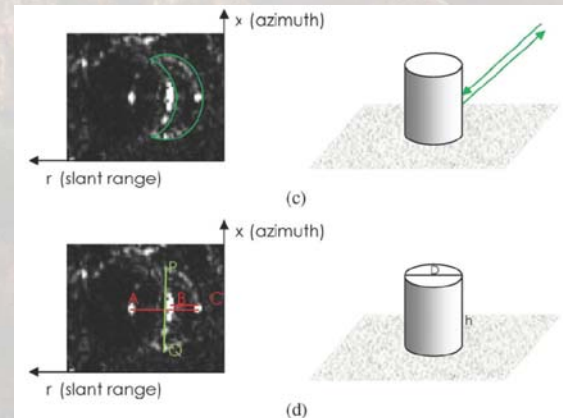 x (azimuth)
r (slant range)
(c)
x (azimuth)
P
A
B
C
Q
r (slant range)
D
h
(d)